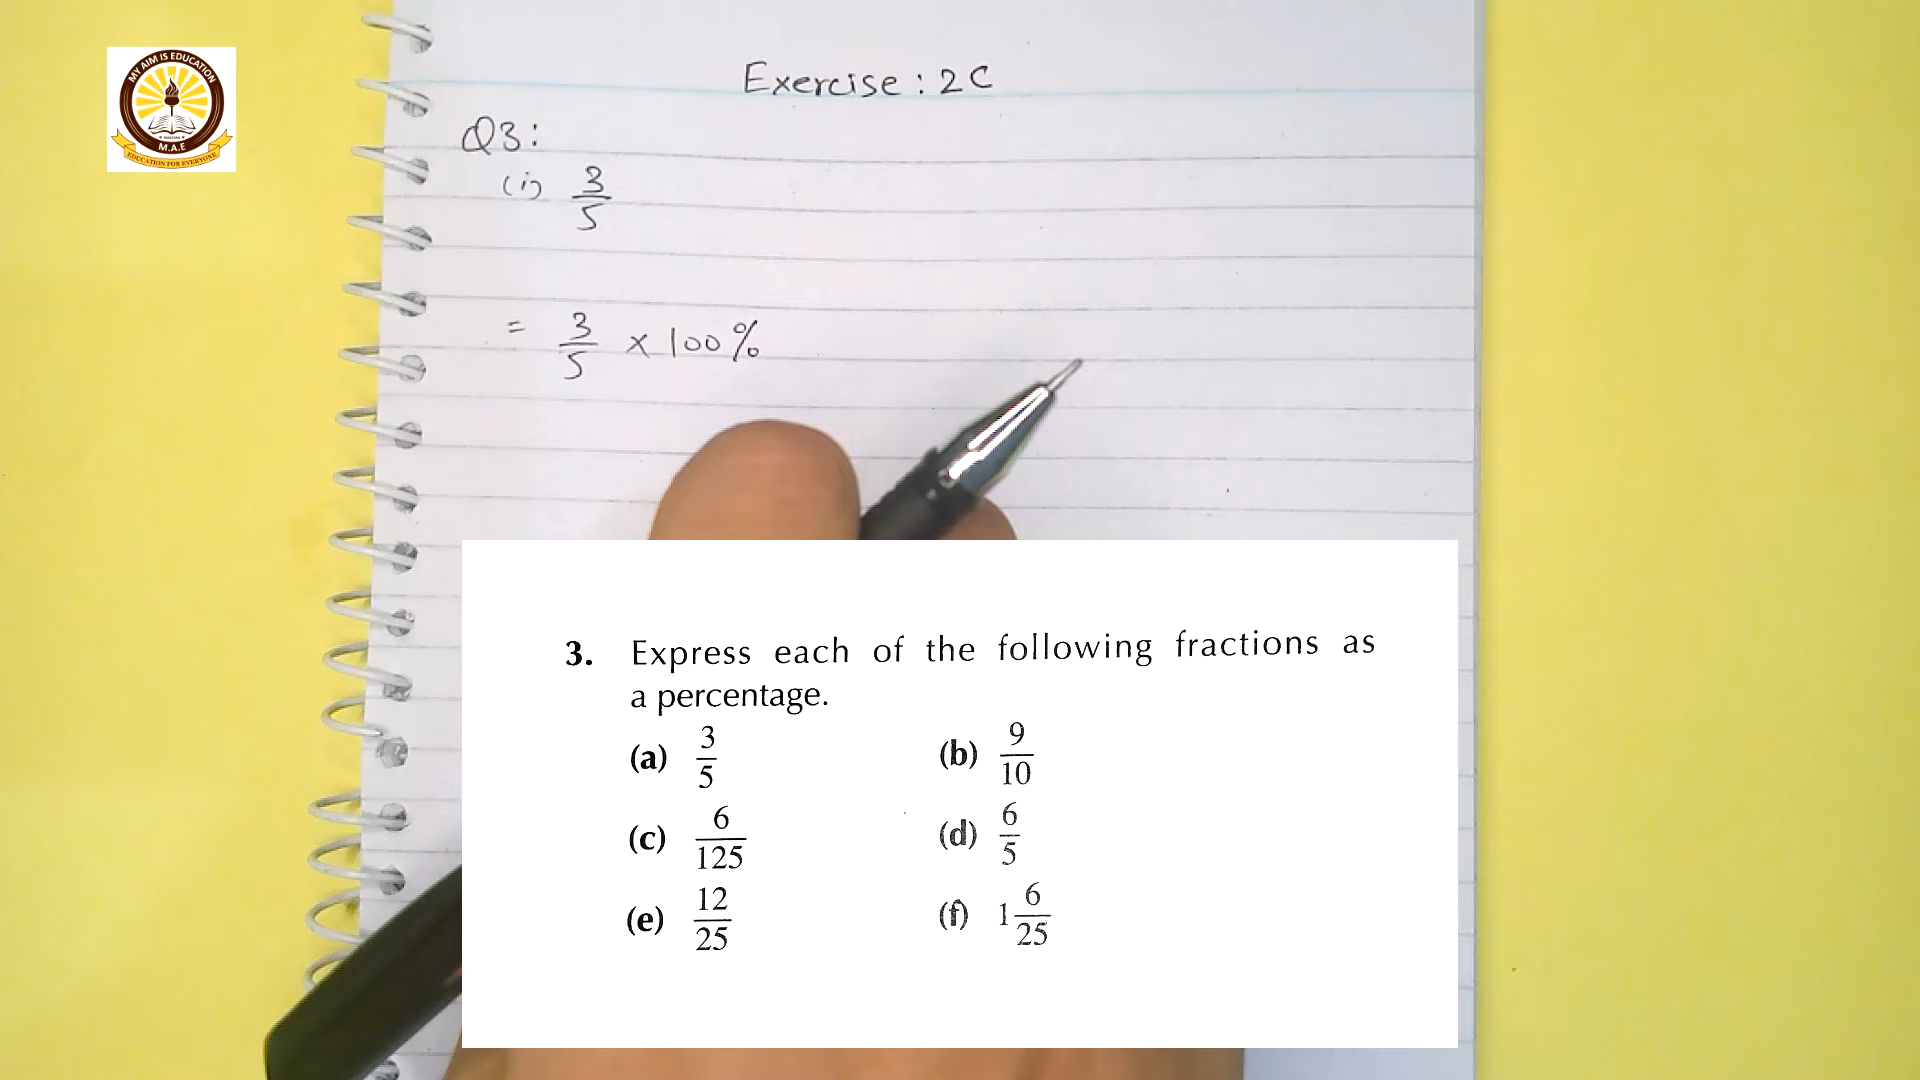 MY AIM IS EDUCATION
M.A.E
EDUCATION FOR EVERYONE
Exercise : 2C
Q3:
(i) 3/5
= 3/5 × 100%
3. Express each of the following fractions as
a percentage.
(a) 3/5 (b) 9/10
(c) 6/125 (d) 6/5
(e) 12/25 (f) 1 6/25